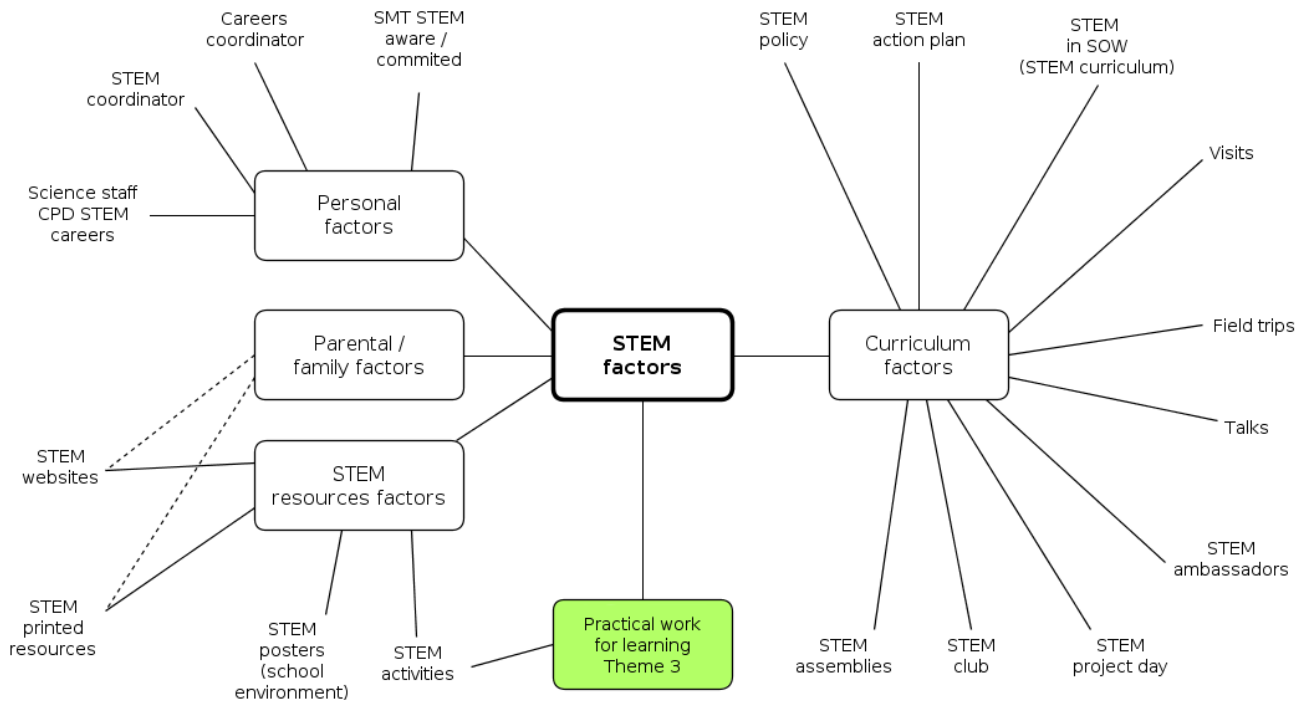 Careers
coordinator
SMT STEM
aware /
commited
STEM
policy
STEM
action plan
STEM
in SOW
(STEM curriculum)
STEM
coordinator
Visits
Science staff
CPD STEM
careers
Personal
factors
Parental /
family factors
STEM
factors
Curriculum
factors
Field trips
Talks
STEM
websites
STEM
resources factors
STEM
ambassadors
STEM
printed
resources
STEM
posters
(school
environment)
STEM
activities
Practical work
for learning
Theme 3
STEM
assemblies
STEM
club
STEM
project day